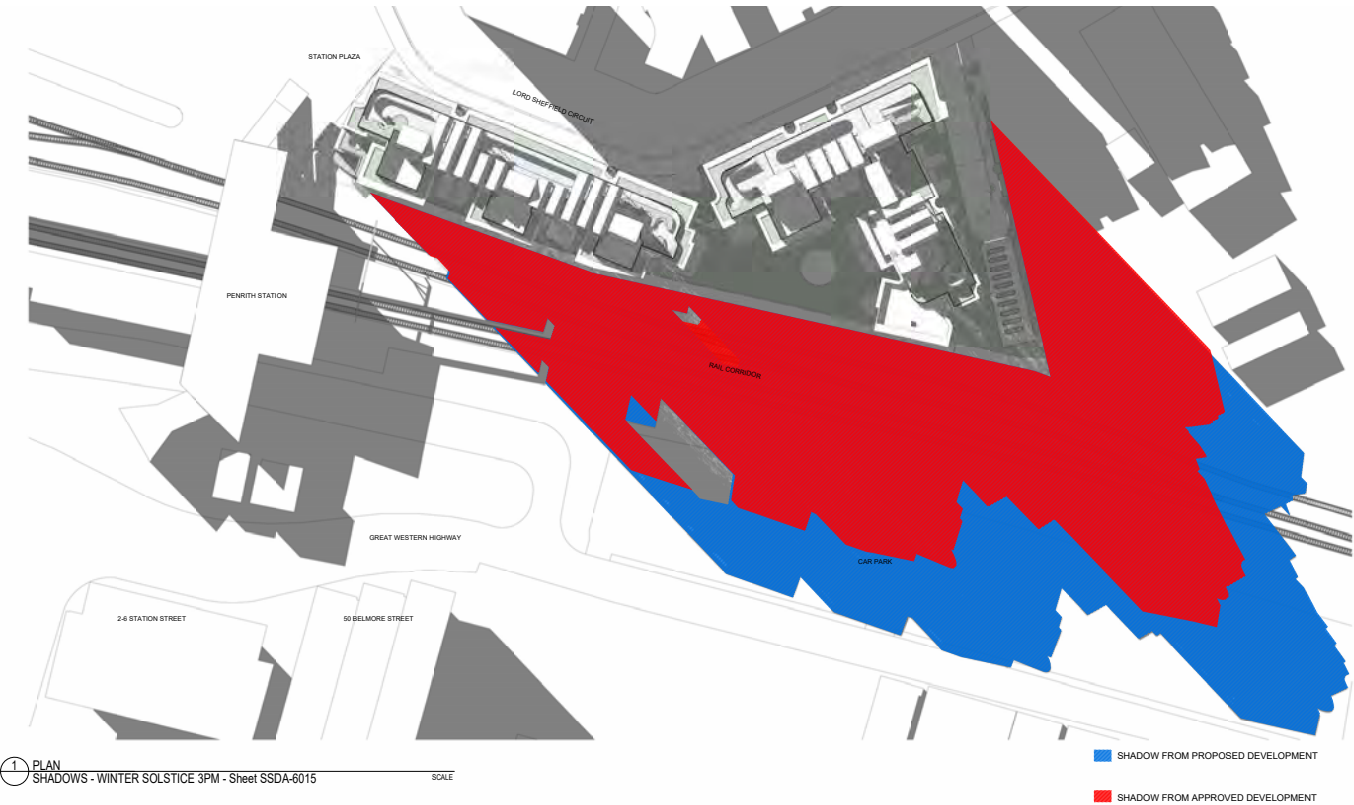 STATION PLAZA
LORD SHEFFIELD CIRCUIT
PENRITH STATION
RAIL CORRIDOR
GREAT WESTERN HIGHWAY
CAR PARK
2-6 STATION STREET
50 BELMORE STREET
1 PLAN
SHADOWS - WINTER SOLSTICE 3PM - Sheet SSDA-6015
SCALE
SHADOW FROM PROPOSED DEVELOPMENT
SHADOW FROM APPROVED DEVELOPMENT